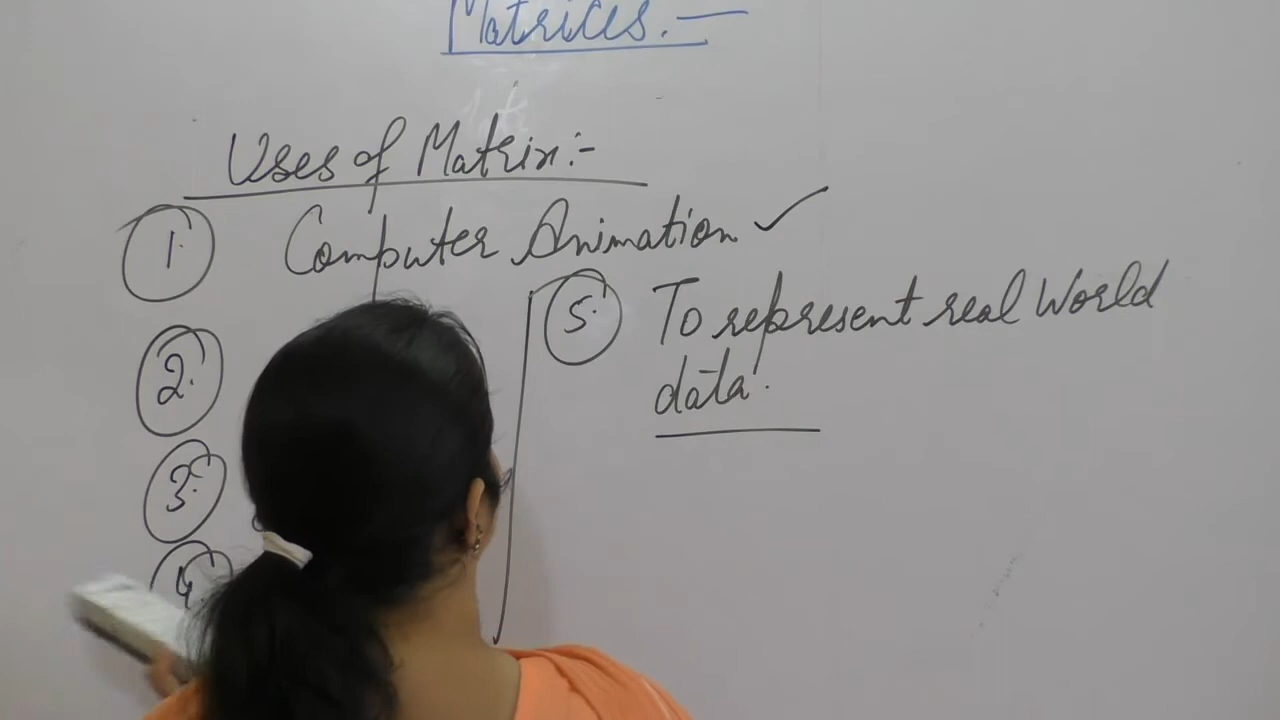 Matrices.—
Uses of Matrix:-
1. Computer Animation ✓
2.
3.
4.
5. To represent real World
data.